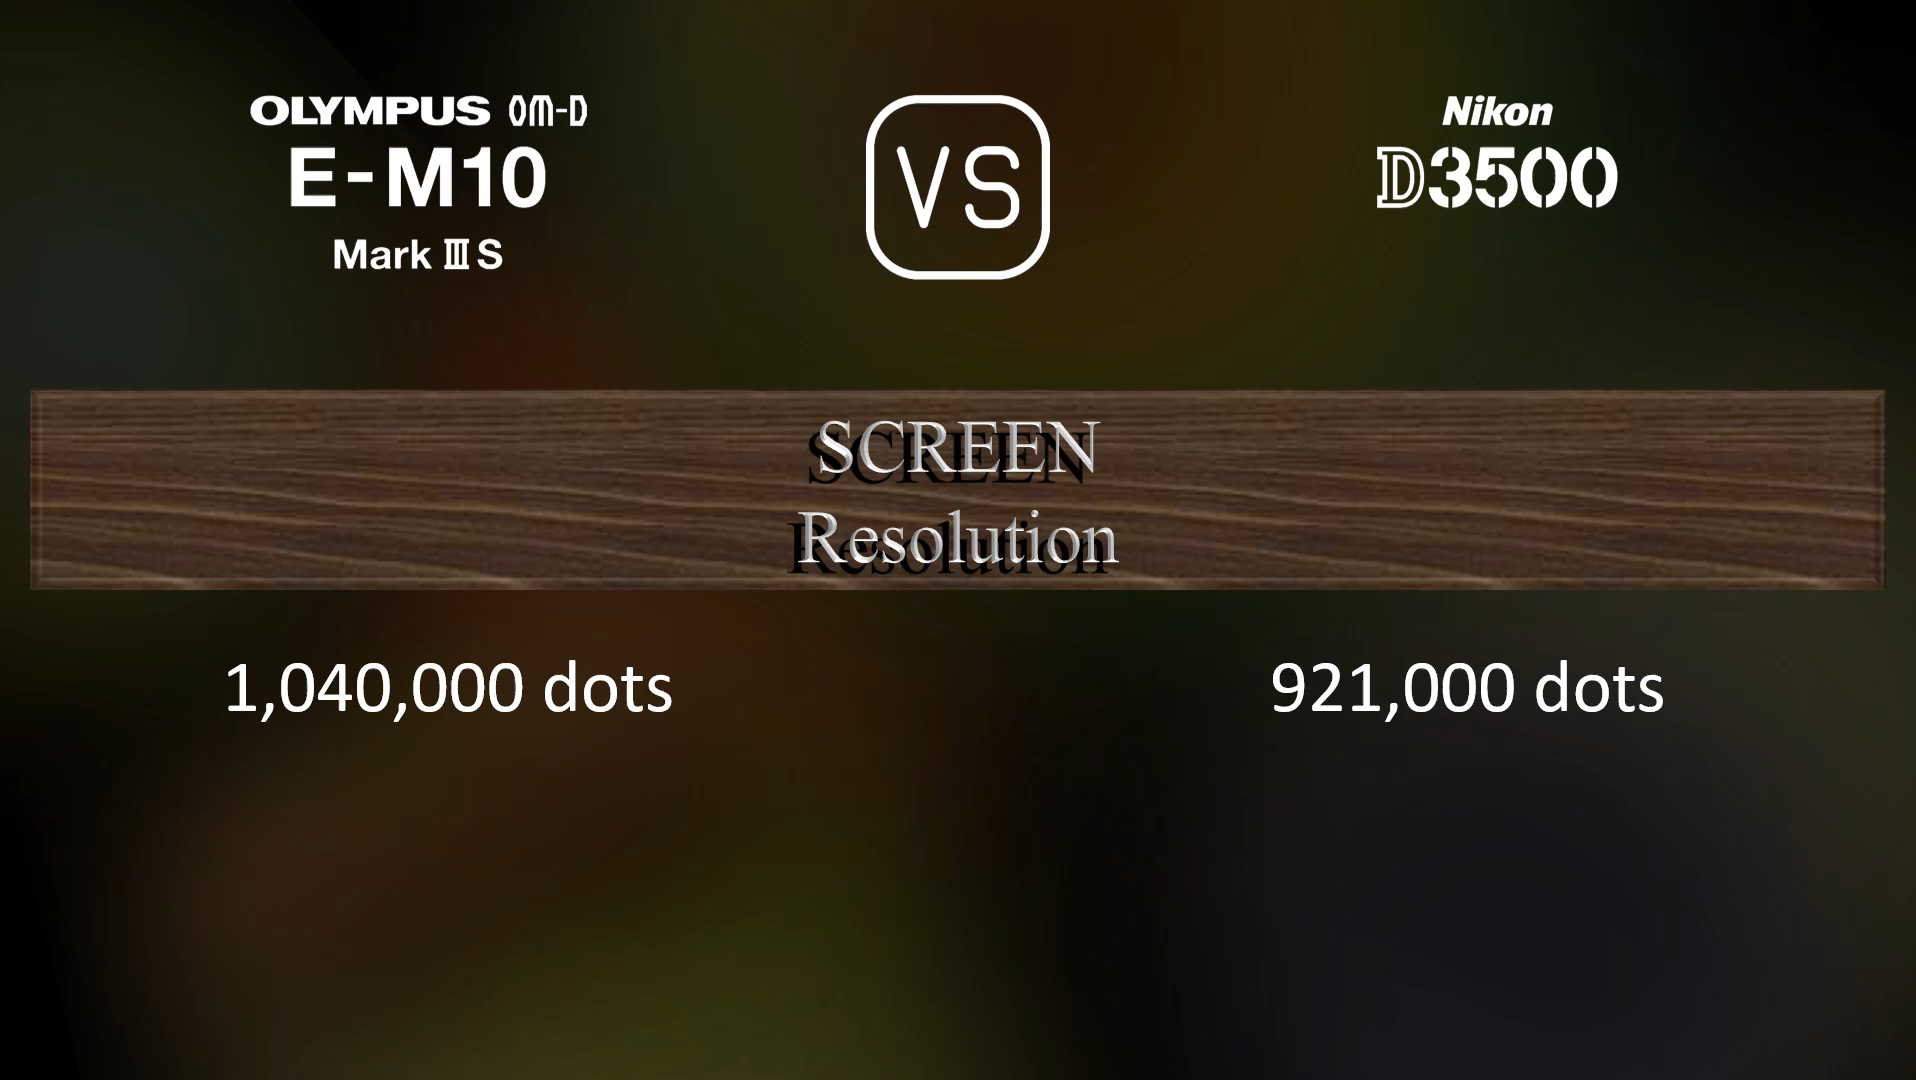 OLYMPUS OM-D
E-M10
Mark III S
VS
Nikon
D3500
SCREEN
Resolution
1,040,000 dots
921,000 dots